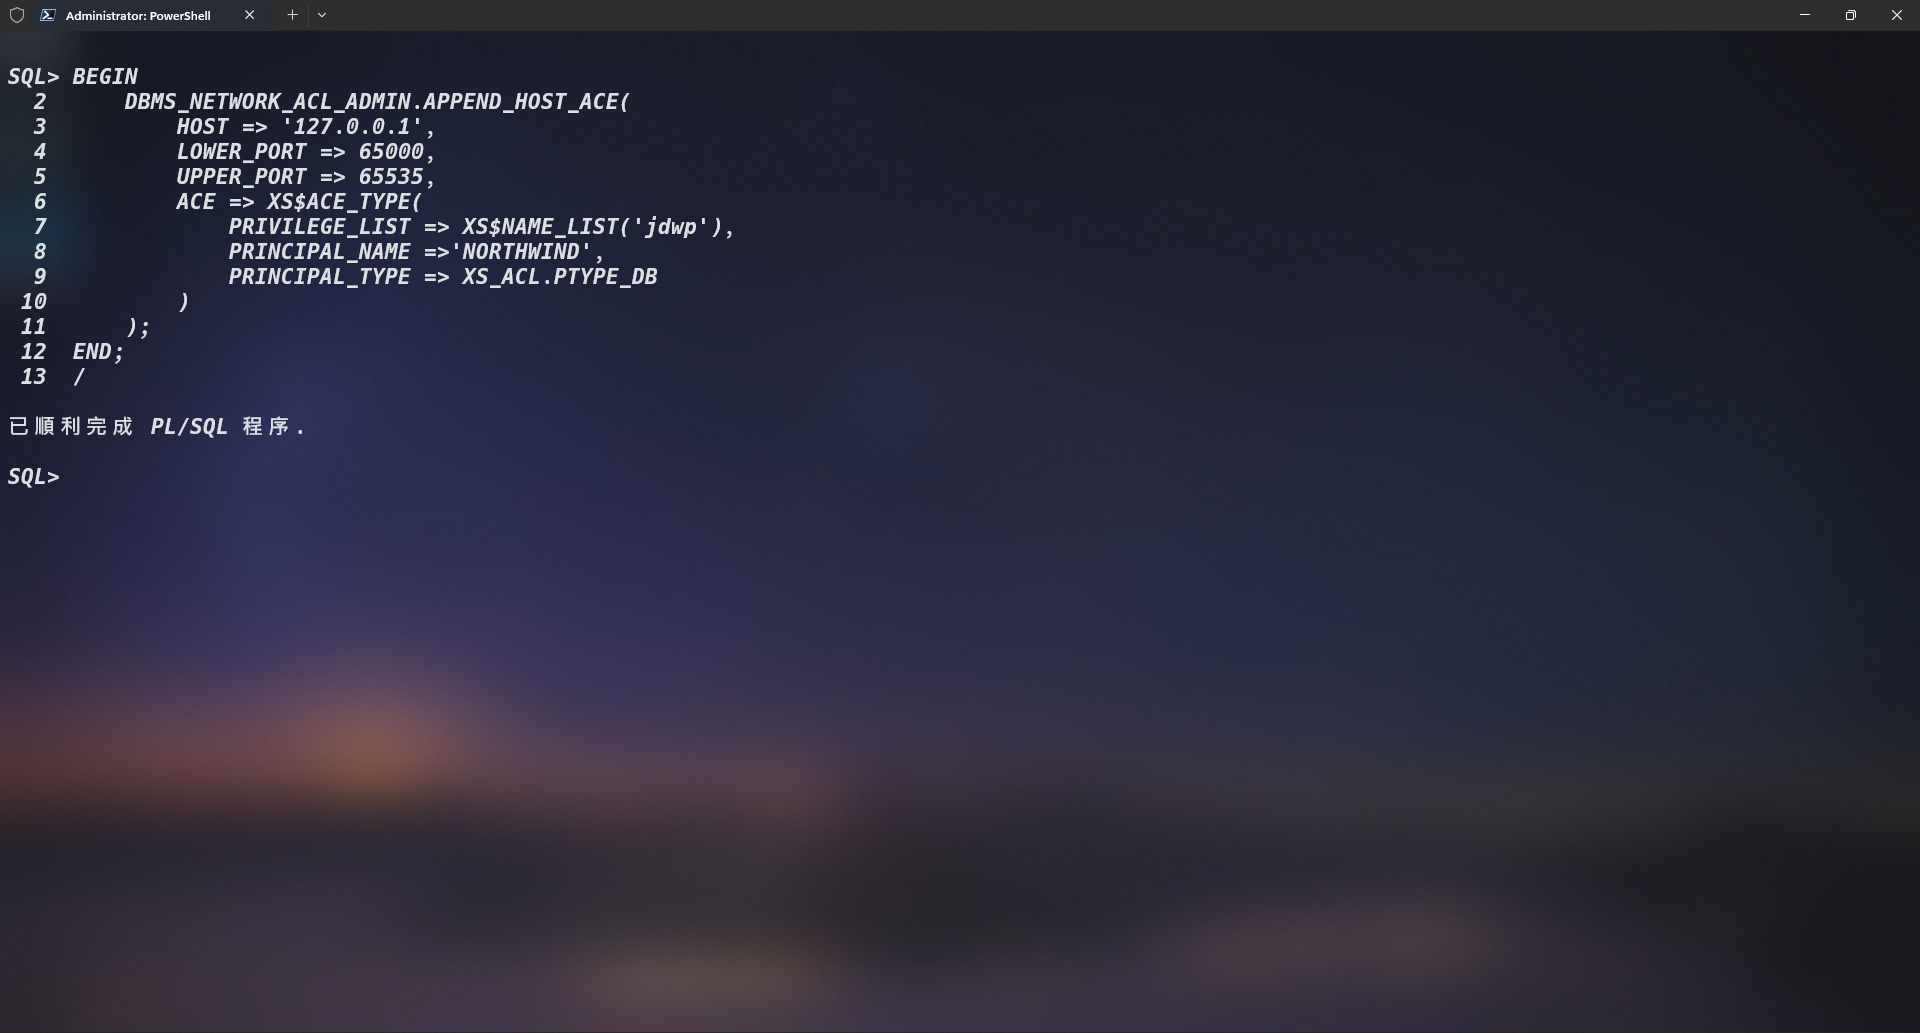 Administrator: PowerShell
SQL> BEGIN
  2      DBMS_NETWORK_ACL_ADMIN.APPEND_HOST_ACE(
  3          HOST => '127.0.0.1',
  4          LOWER_PORT => 65000,
  5          UPPER_PORT => 65535,
  6          ACE => XS$ACE_TYPE(
  7              PRIVILEGE_LIST => XS$NAME_LIST('jdwp'),
  8              PRINCIPAL_NAME =>'NORTHWIND',
  9              PRINCIPAL_TYPE => XS_ACL.PTYPE_DB
 10          )
 11      );
 12  END;
 13  /
已順利完成 PL/SQL 程序.
SQL>